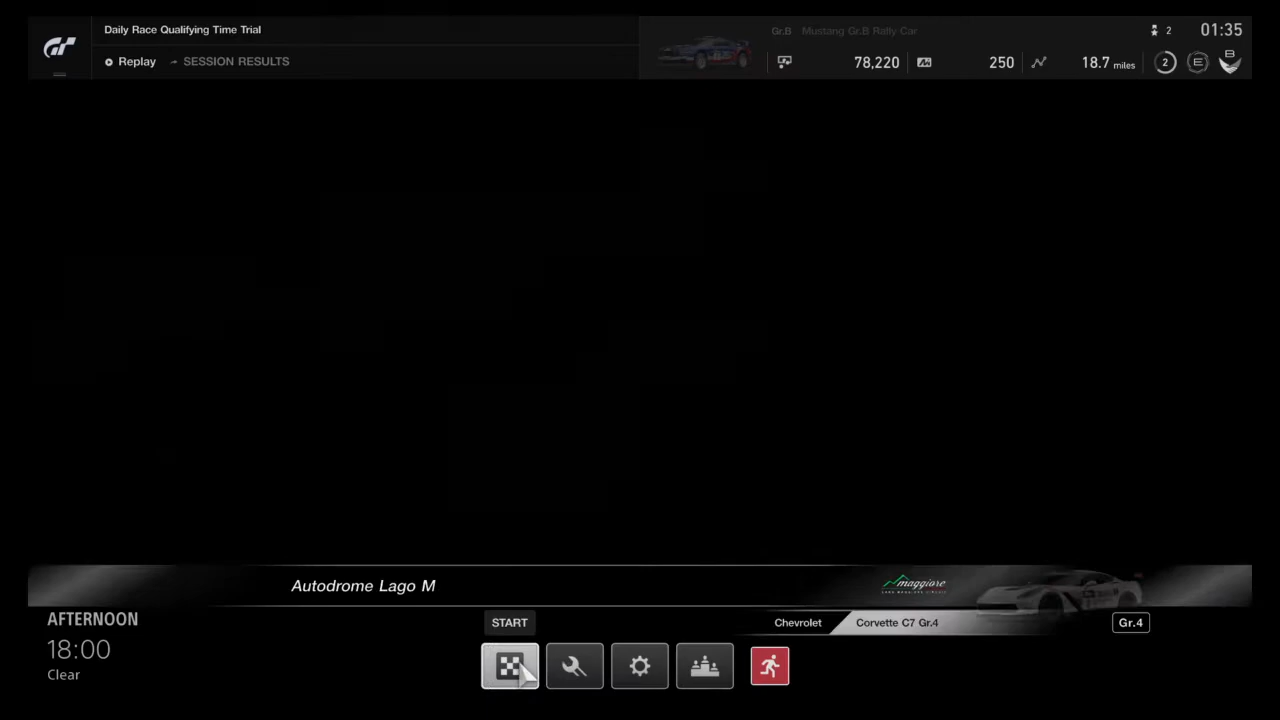 Daily Race Qualifying Time Trial
Gr.B Mustang Gr.B Rally Car
2 01:35
Replay SESSION RESULTS
78,220 250 18.7 miles 2 E B
Autodrome Lago M
maggiore
AFTERNOON
18:00
Clear
START
Chevrolet Corvette C7 Gr.4
Gr.4